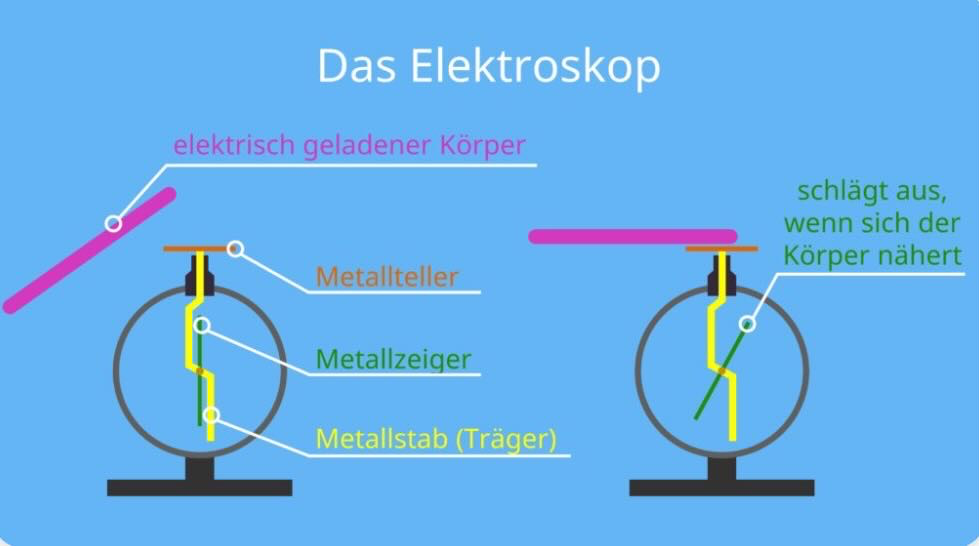 Das Elektroskop
elektrisch geladener Körper
Metallteller
Metallzeiger
Metallstab (Träger)
schlägt aus,
wenn sich der
Körper nähert